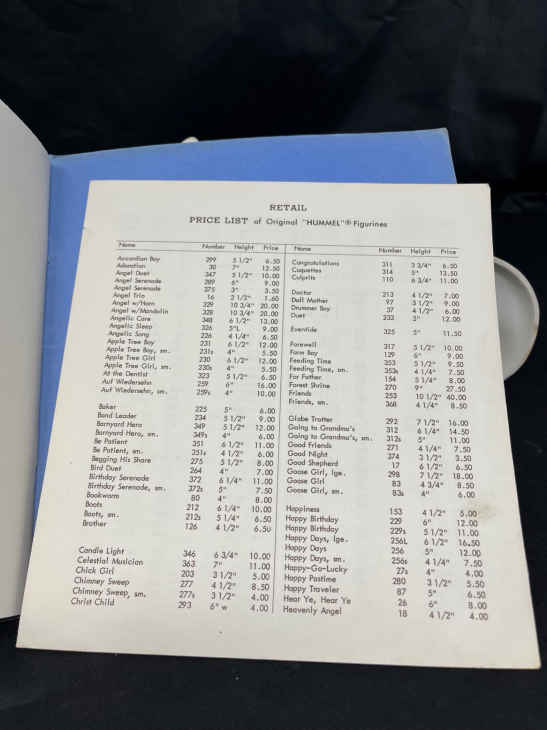 RETAIL
PRICE LIST of Original "HUMMEL"® Figurines
Name Number Height Price
Accordian Boy 299 5 1/2" 6.50
Adoration 30 7" 12.50
Angel Duet 347 5 1/2" 10.00
Angel Serenade 289 6" 9.00
Angel Serenade 375 3" 3.50
Angel Trio 16 2 1/2" 1.60
Angel w/Horn 329 10 3/4" 20.00
Angel w/Mandolin 328 10 3/4" 20.00
Angelic Care 348 6 1/2" 13.00
Angelic Sleep 326 5"L 9.00
Angelic Song 226 4 1/4" 6.50
Apple Tree Boy 231 6 1/2" 12.00
Apple Tree Boy, sm. 231s 4" 5.50
Apple Tree Girl 230 6 1/2" 12.00
Apple Tree Girl, sm. 230s 4" 5.50
At the Dentist 323 5 1/2" 6.50
Auf Wiedersehn 259 6" 16.00
Auf Wiedersehn, sm. 259s 4" 10.00
Baker 225 5" 6.00
Band Leader 234 5 1/2" 9.00
Barnyard Hero 349 5 1/2" 12.00
Barnyard Hero, sm. 349s 4" 6.00
Be Patient 351 6 1/2" 11.00
Be Patient, sm. 351s 4 1/2" 6.00
Begging His Share 275 5 1/2" 8.00
Bird Duet 264 4" 7.00
Birthday Serenade 372 6 1/4" 11.00
Birthday Serenade, sm. 372s 5" 7.50
Bookworm 80 4" 8.00
Boots 212 6 1/4" 10.00
Boots, sm. 212s 5 1/4" 6.50
Brother 126 4 1/2" 6.50
Candle Light 346 6 3/4" 10.00
Celestial Musician 363 7" 11.00
Chick Girl 203 3 1/2" 5.00
Chimney Sweep 277 4 1/2" 8.50
Chimney Sweep, sm. 277s 3 1/2" 4.00
Christ Child 293 6" w 4.00
Name Number Height Price
Congratulations 311 3 3/4" 6.50
Coquettes 314 5" 13.50
Culprits 110 6 3/4" 11.00
Doctor 213 4 1/2" 7.00
Doll Mother 97 3 1/2" 9.00
Drummer Boy 37 4 1/2" 6.00
Duet 233 5" 12.00
Eventide 325 5" 11.50
Farewell 317 5 1/2" 10.00
Farm Boy 129 6" 9.00
Feeding Time 353 5 1/2" 9.50
Feeding Time, sm. 353s 4 1/2" 7.50
For Father 154 5 1/4" 8.00
Forest Shrine 270 9" 27.50
Friends 253 10 1/2" 40.00
Friends, sm. 368 4 1/4" 8.50
Globe Trotter 292 7 1/2" 16.00
Going to Grandma's 312 6 1/4" 14.50
Going to Grandma's, sm. 312s 5" 11.00
Good Friends 271 4 1/4" 7.50
Good Night 374 3 1/2" 3.50
Good Shepherd 17 6 1/2" 6.50
Goose Girl, lge. 298 7 1/2" 18.00
Goose Girl 83 4 3/4" 8.50
Goose Girl, sm. 83s 4" 6.00
Happiness 153 4 1/2" 5.00
Happy Birthday 229 6" 12.00
Happy Birthday 229s 5 1/2" 11.00
Happy Days, lge. 256L 6 1/2" 16.50
Happy Days 256 5" 12.00
Happy Days, sm. 256s 4 1/4" 7.50
Happy-Go-Lucky 27s 4" 4.00
Happy Pastime 280 3 1/2" 5.50
Happy Traveler 87 5" 6.50
Hear Ye, Hear Ye 26 6" 8.00
Heavenly Angel 18 4 1/2" 4.00